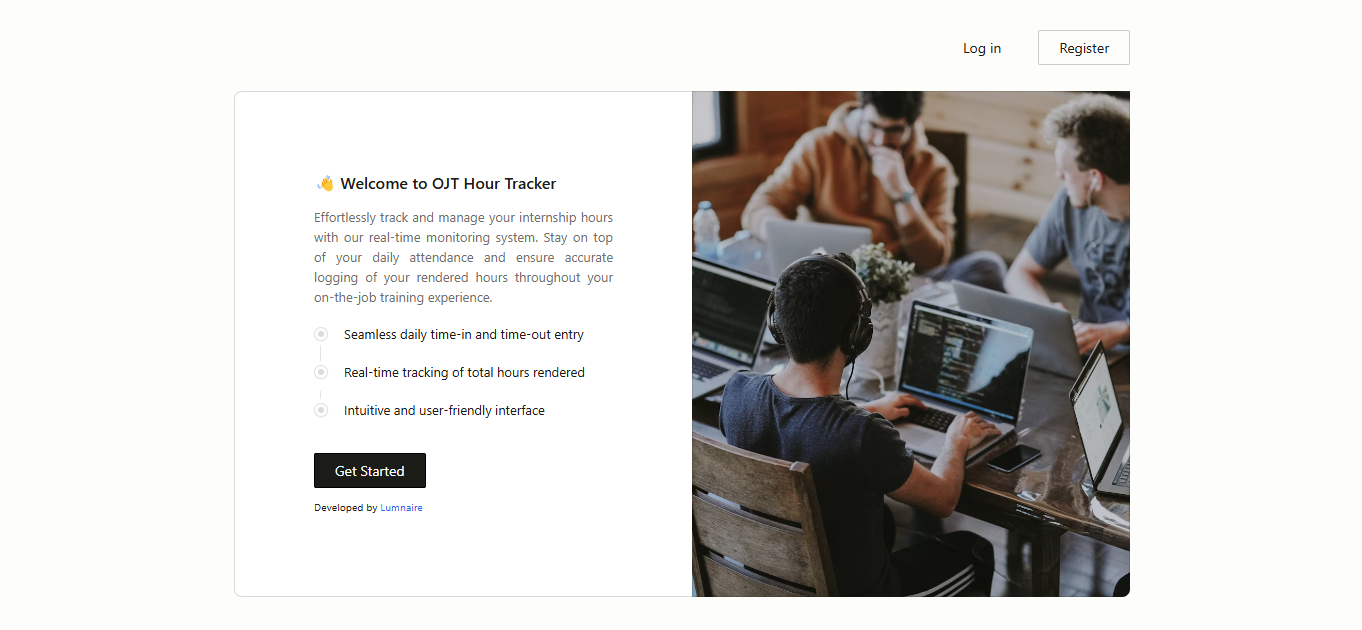 Log in
Register
👋 Welcome to OJT Hour Tracker
Effortlessly track and manage your internship hours
with our real-time monitoring system. Stay on top
of your daily attendance and ensure accurate
logging of your rendered hours throughout your
on-the-job training experience.
Seamless daily time-in and time-out entry
Real-time tracking of total hours rendered
Intuitive and user-friendly interface
Get Started
Developed by Lumnaire